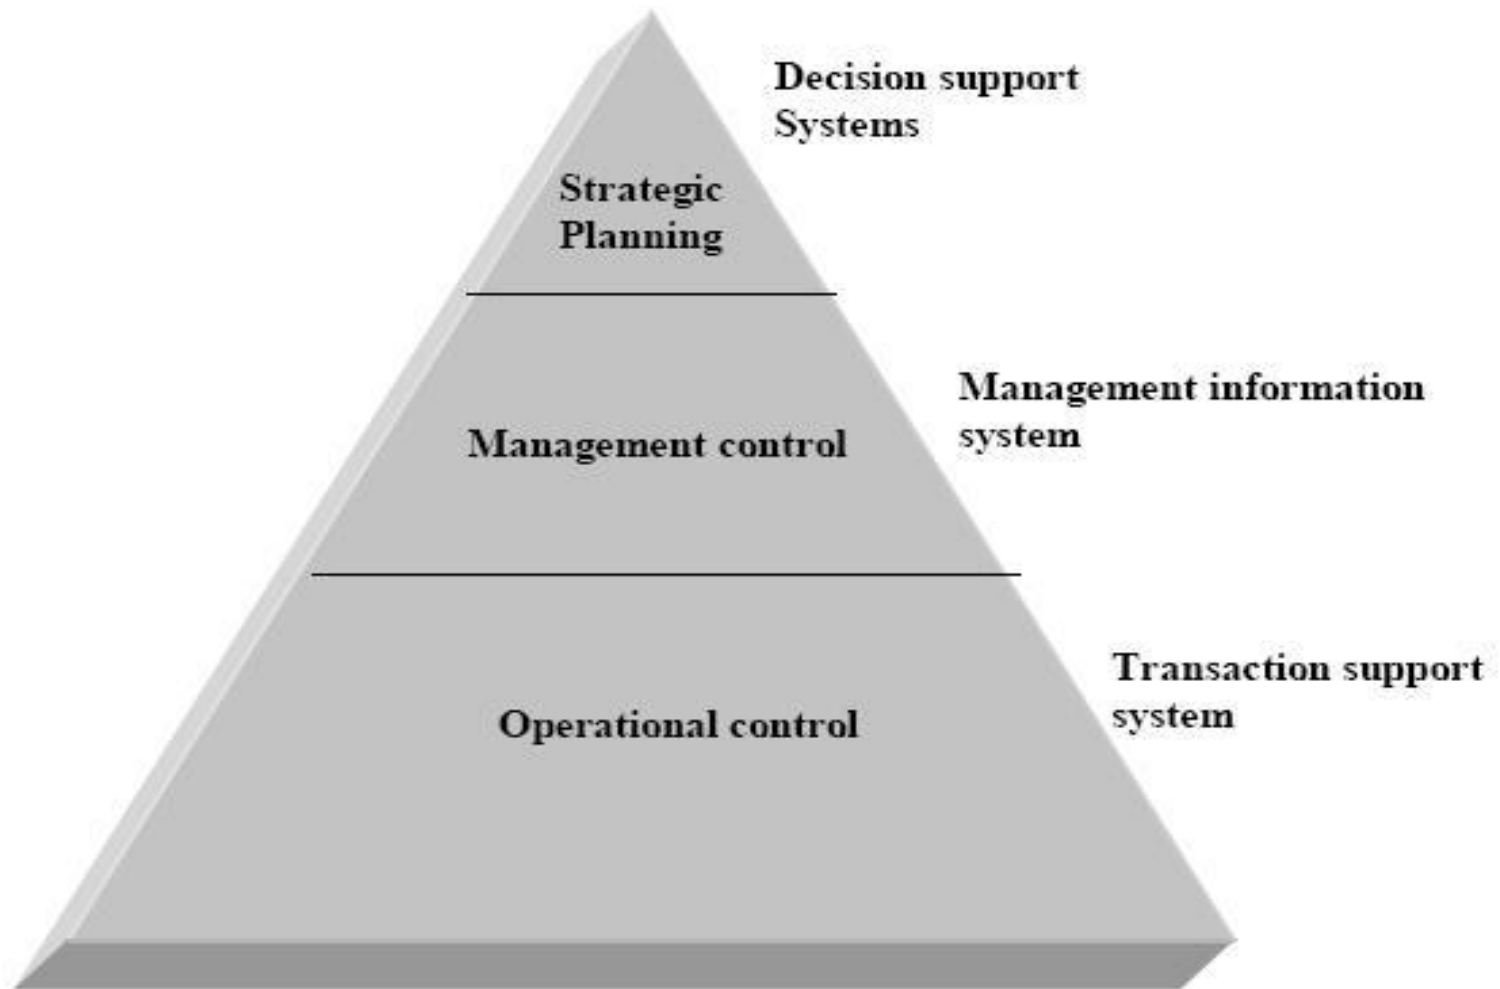 Decision support
Systems
Strategic
Planning
Management information
system
Management control
Transaction support
system
Operational control